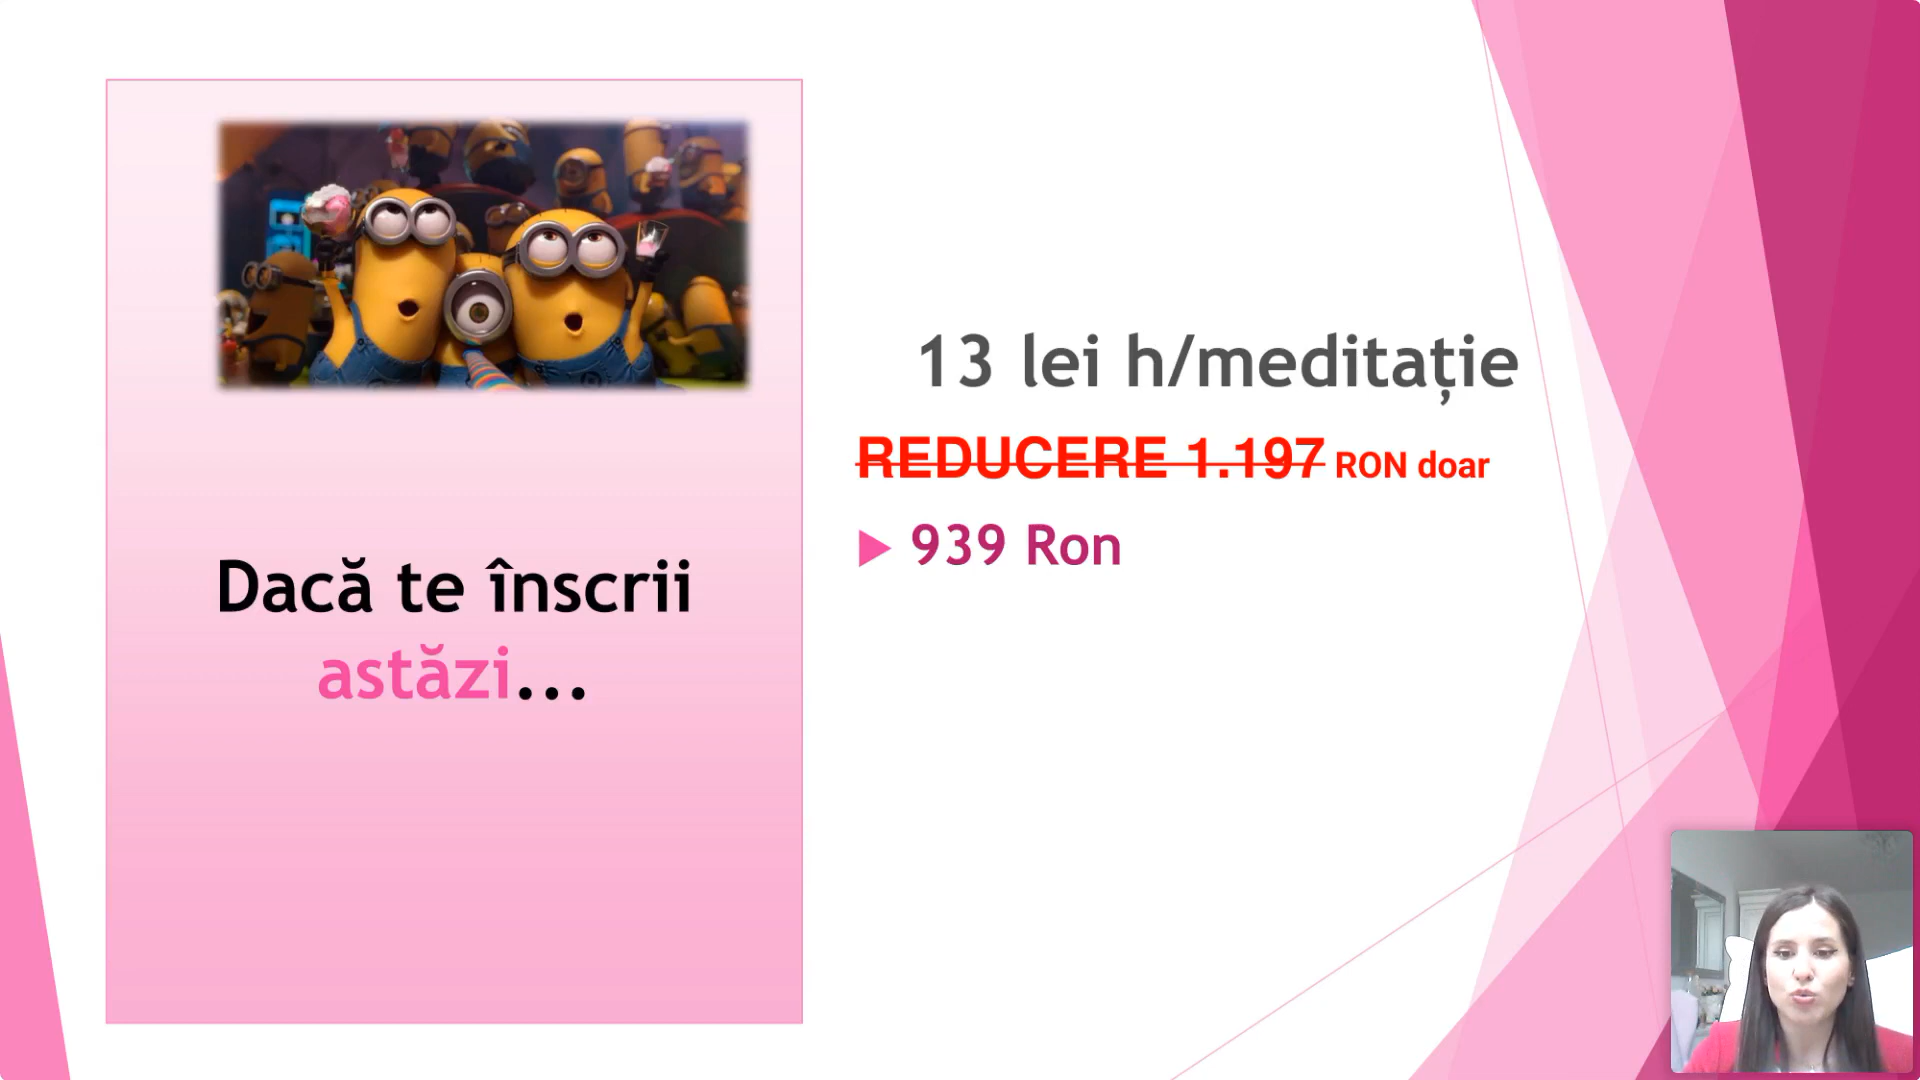 Dacă te înscrii
astăzi...
13 lei h/meditație
REDUCERE 1.197 RON doar
939 Ron